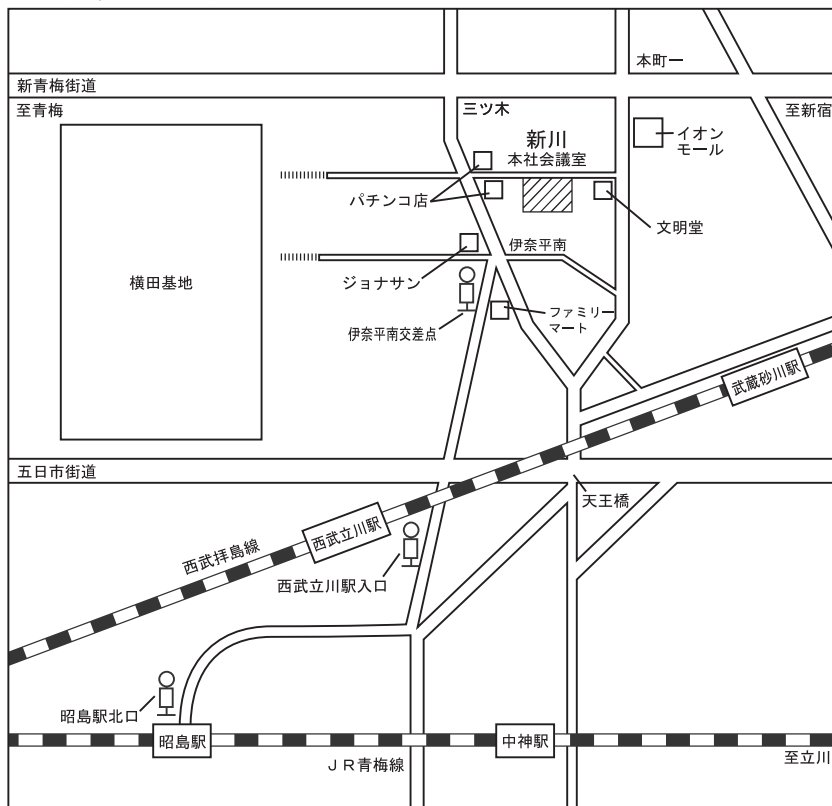 本町一
新青梅街道
至青梅
三ツ木
至新宿
新川
本社会議室
イオン
モール
パチンコ店
文明堂
伊奈平南
横田基地
ジョナサン
ファミリー
マート
伊奈平南交差点
武蔵砂川駅
五日市街道
天王橋
西武立川駅
西武拝島線
西武立川駅入口
昭島駅北口
昭島駅
中神駅
JR青梅線
至立川